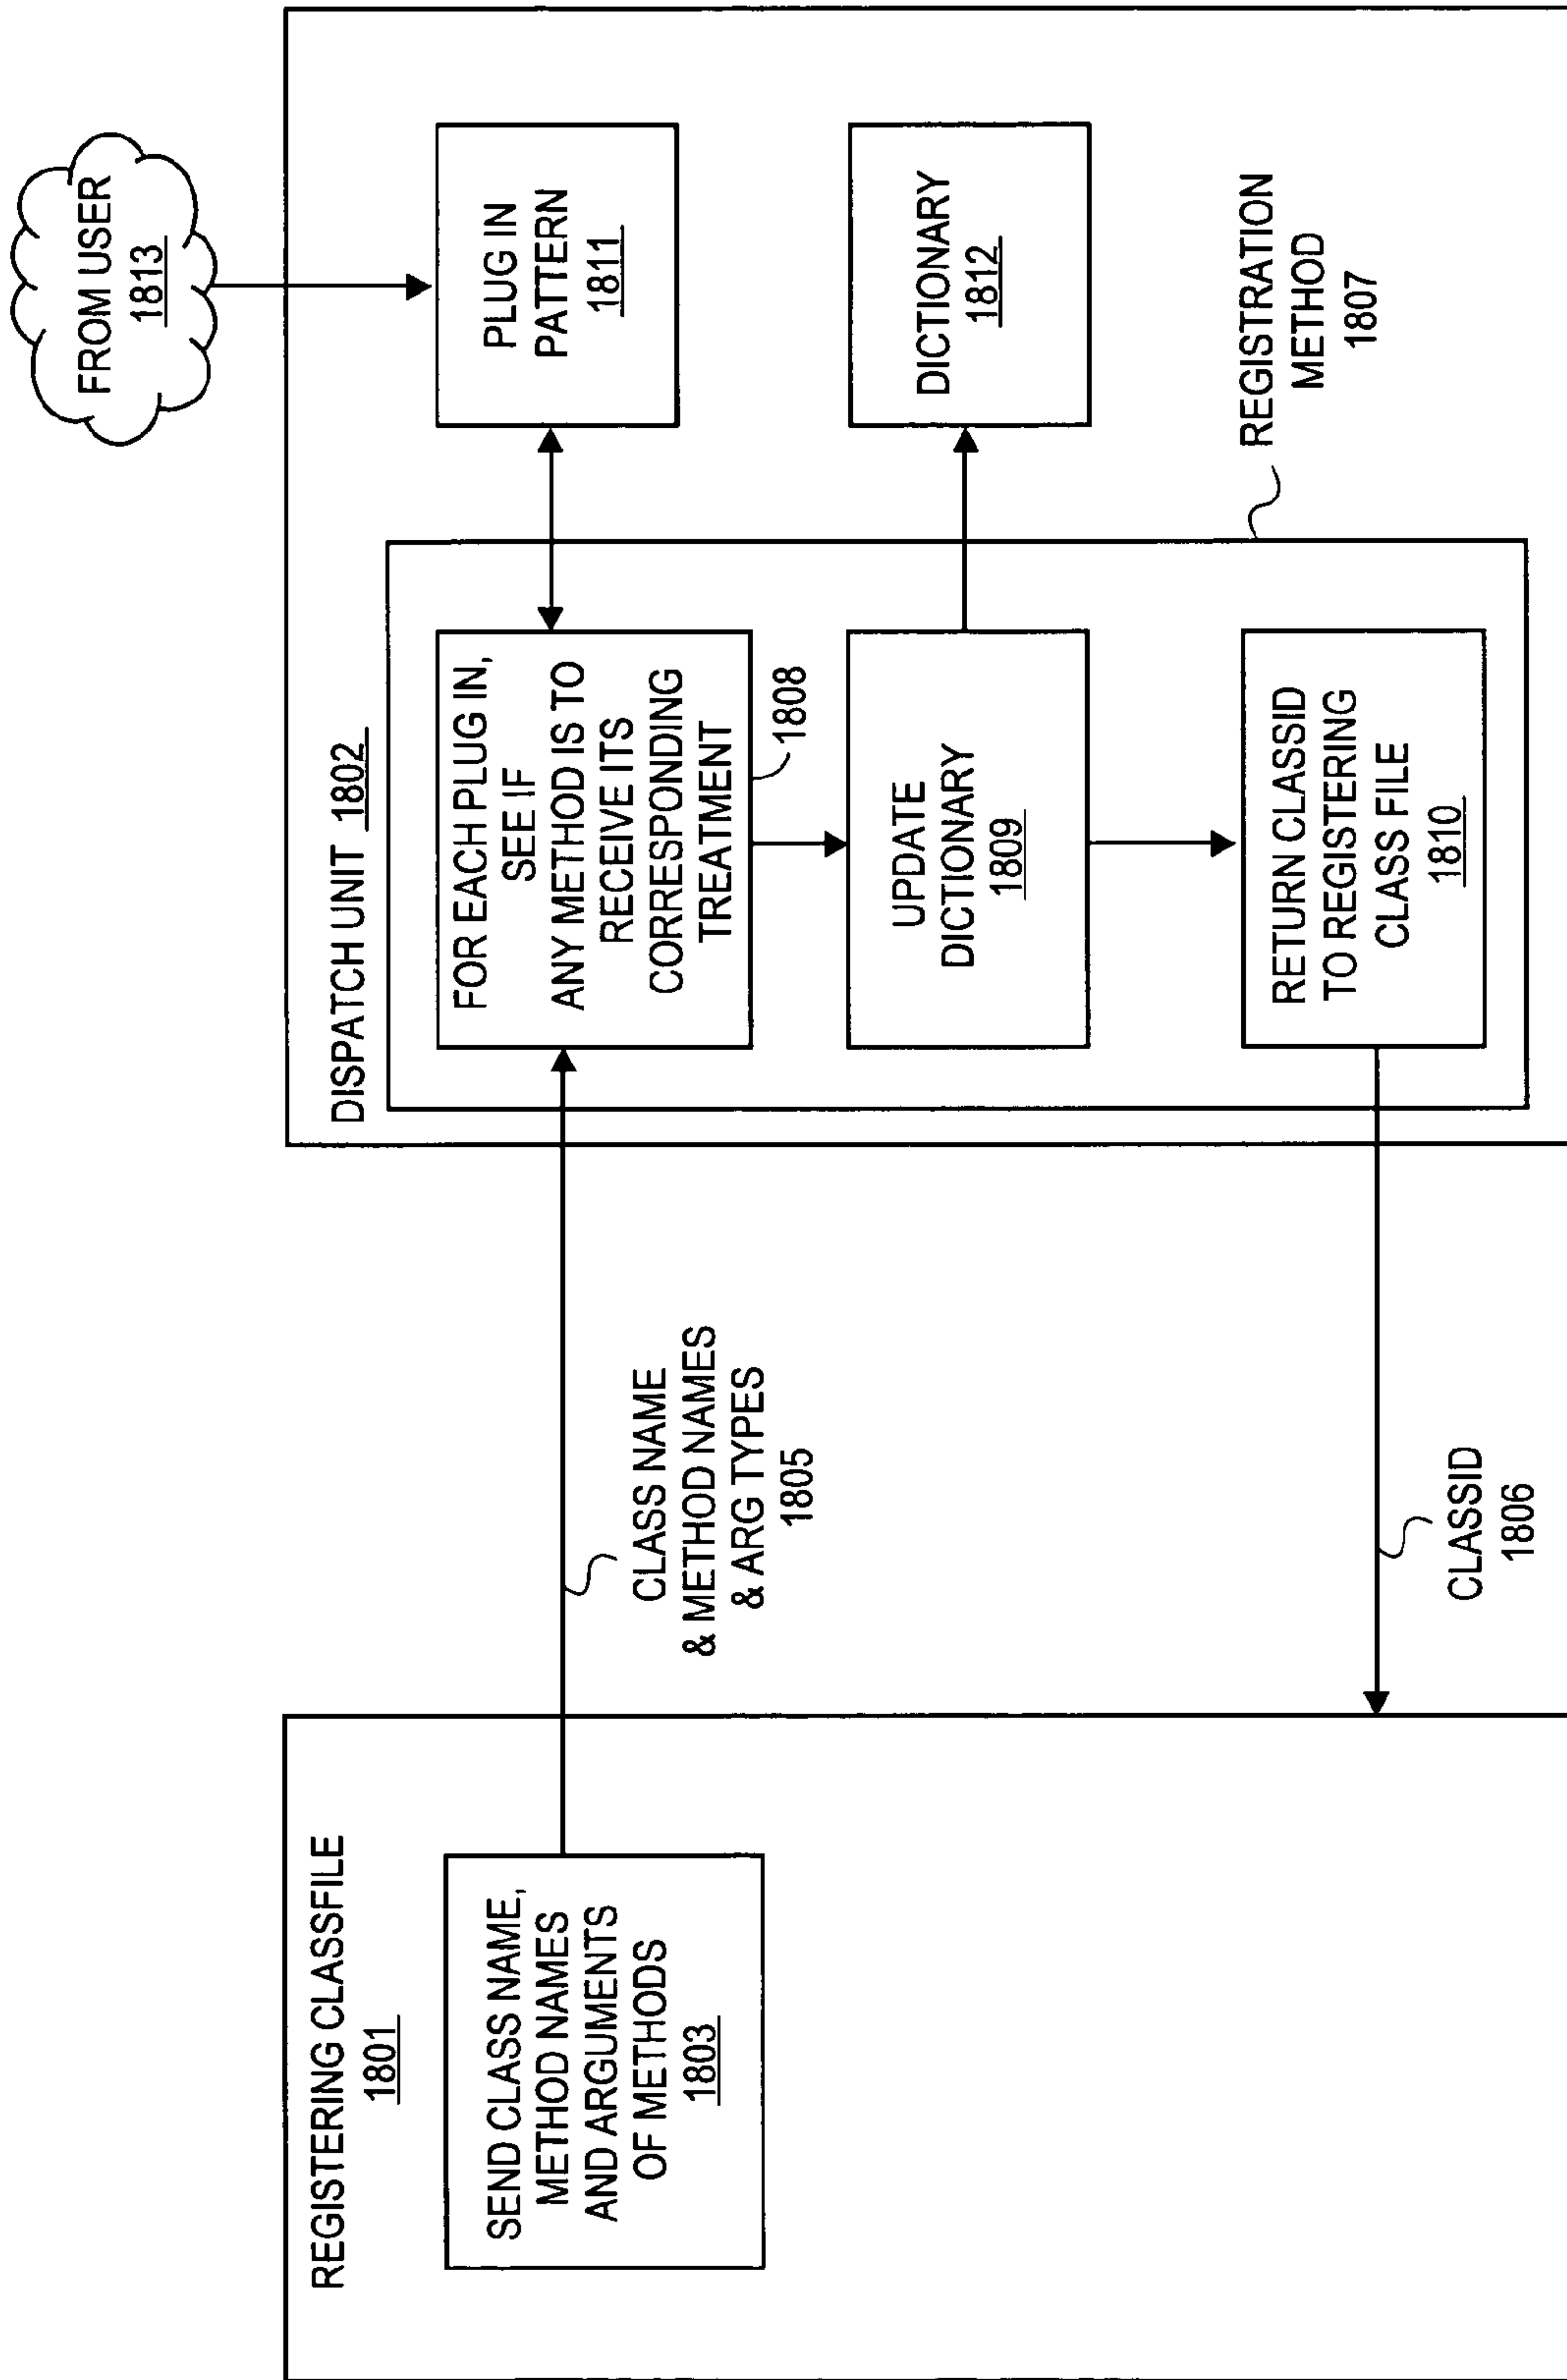 REGISTERING CLASSFILE
1801
SEND CLASS NAME,
METHOD NAMES
AND ARGUMENTS
OF METHODS
1803
CLASS NAME
& METHOD NAMES
& ARG TYPES
1805
CLASSID
1806
DISPATCH UNIT 1802
FOR EACH PLUG IN,
SEE IF
ANY METHOD IS TO
RECEIVE ITS
CORRESPONDING
TREATMENT
1808
UPDATE
DICTIONARY
1809
RETURN CLASSID
TO REGISTERING
CLASS FILE
1810
FROM USER
1813
PLUG IN
PATTERN
1811
DICTIONARY
1812
REGISTRATION
METHOD
1807